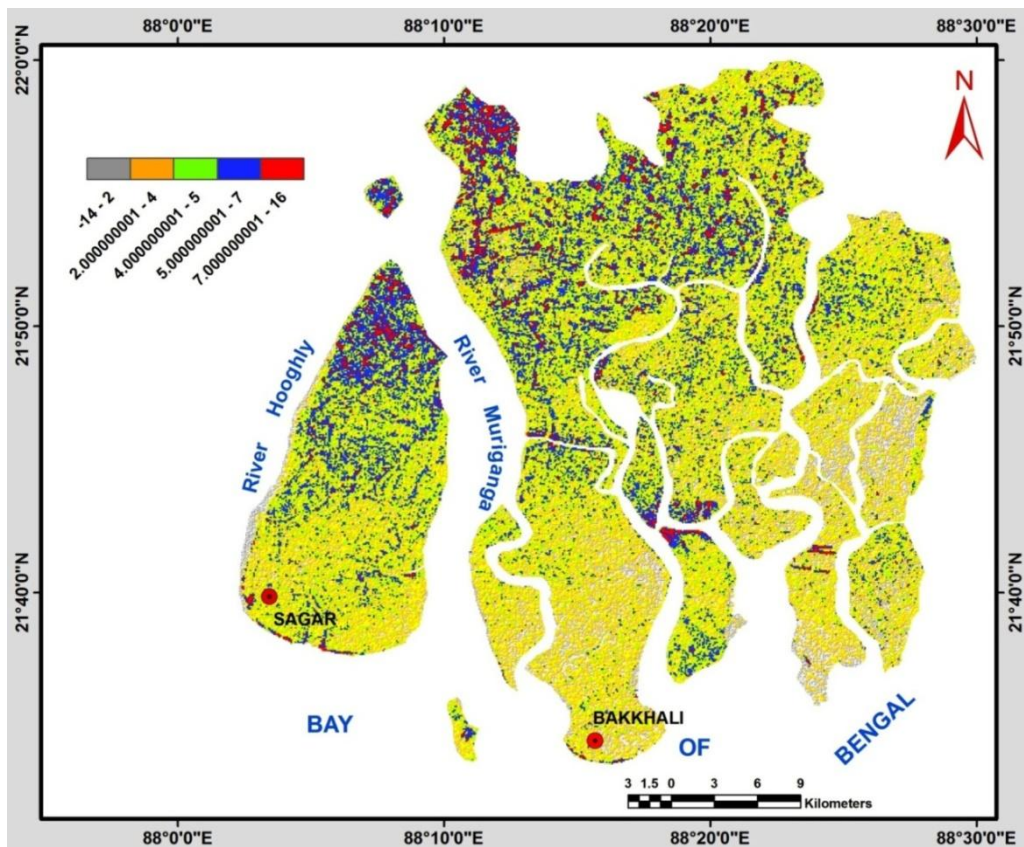 88°0'0"E 88°10'0"E 88°20'0"E 88°30'0"E
22°0'0"N
N
-14 - 2
2.000000001 - 4
4.000000001 - 5
5.000000001 - 7
7.000000001 - 16
21°50'0"N 21°50'0"N
River Hooghly
River Muriganga
21°40'0"N 21°40'0"N
SAGAR
BAKKHALI
BAY OF BENGAL
3 1.5 0 3 6 9
Kilometers
88°0'0"E 88°10'0"E 88°20'0"E 88°30'0"E